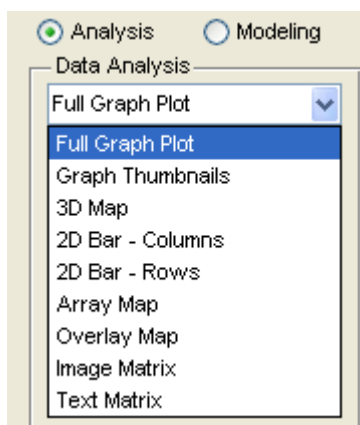 Analysis Modeling
Data Analysis
Full Graph Plot
Full Graph Plot
Graph Thumbnails
3D Map
2D Bar - Columns
2D Bar - Rows
Array Map
Overlay Map
Image Matrix
Text Matrix